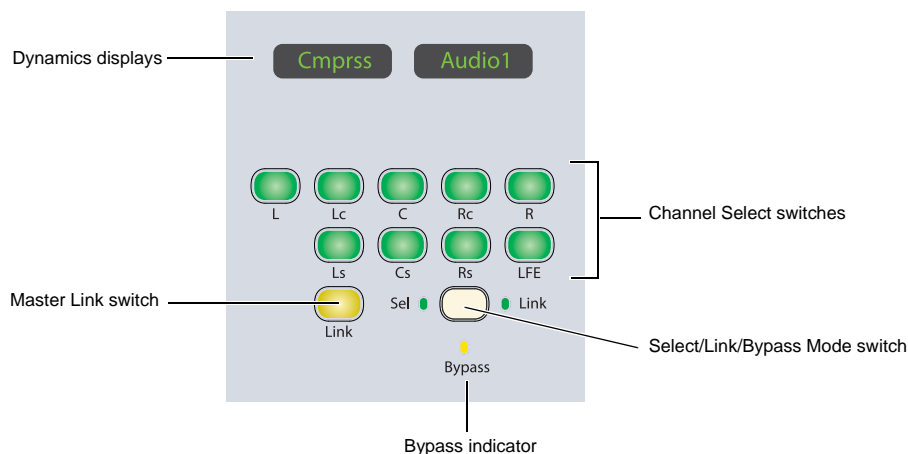 Dynamics displays
Cmprss Audio1
L Lc C Rc R
Channel Select switches
Ls Cs Rs LFE
Master Link switch
Sel Link
Link
Select/Link/Bypass Mode switch
Bypass
Bypass indicator